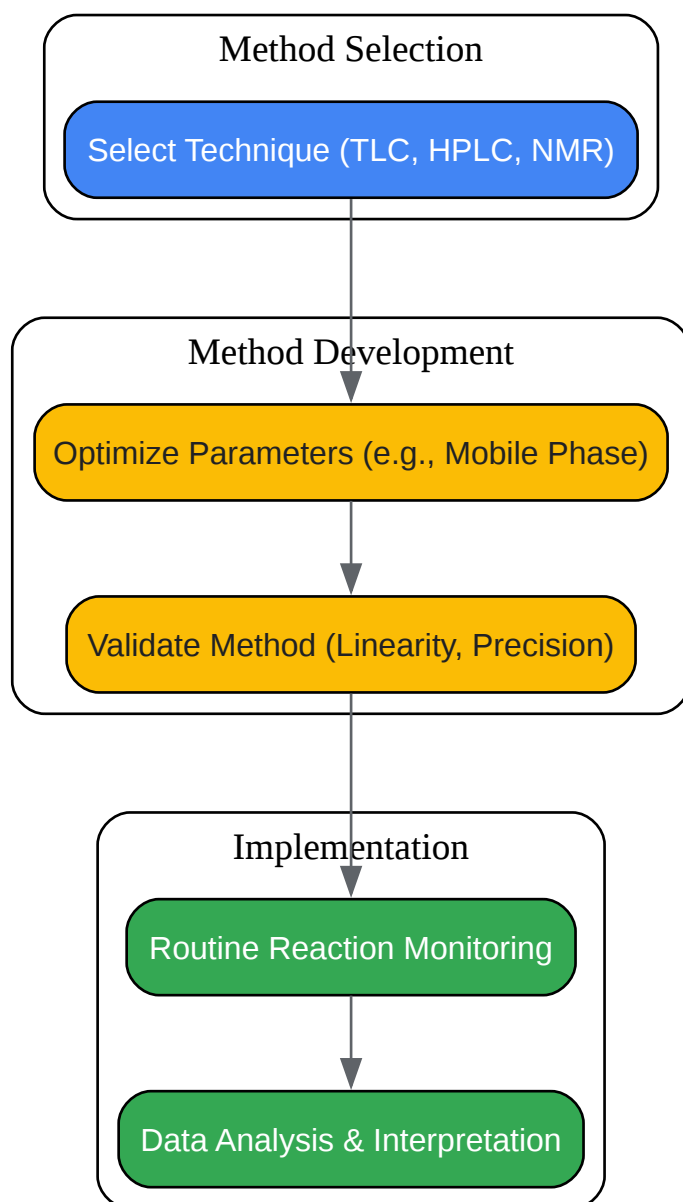 Method Selection
Select Technique (TLC, HPLC, NMR)
Method Development
Optimize Parameters (e.g., Mobile Phase)
Validate Method (Linearity, Precision)
Implementation
Routine Reaction Monitoring
Data Analysis & Interpretation